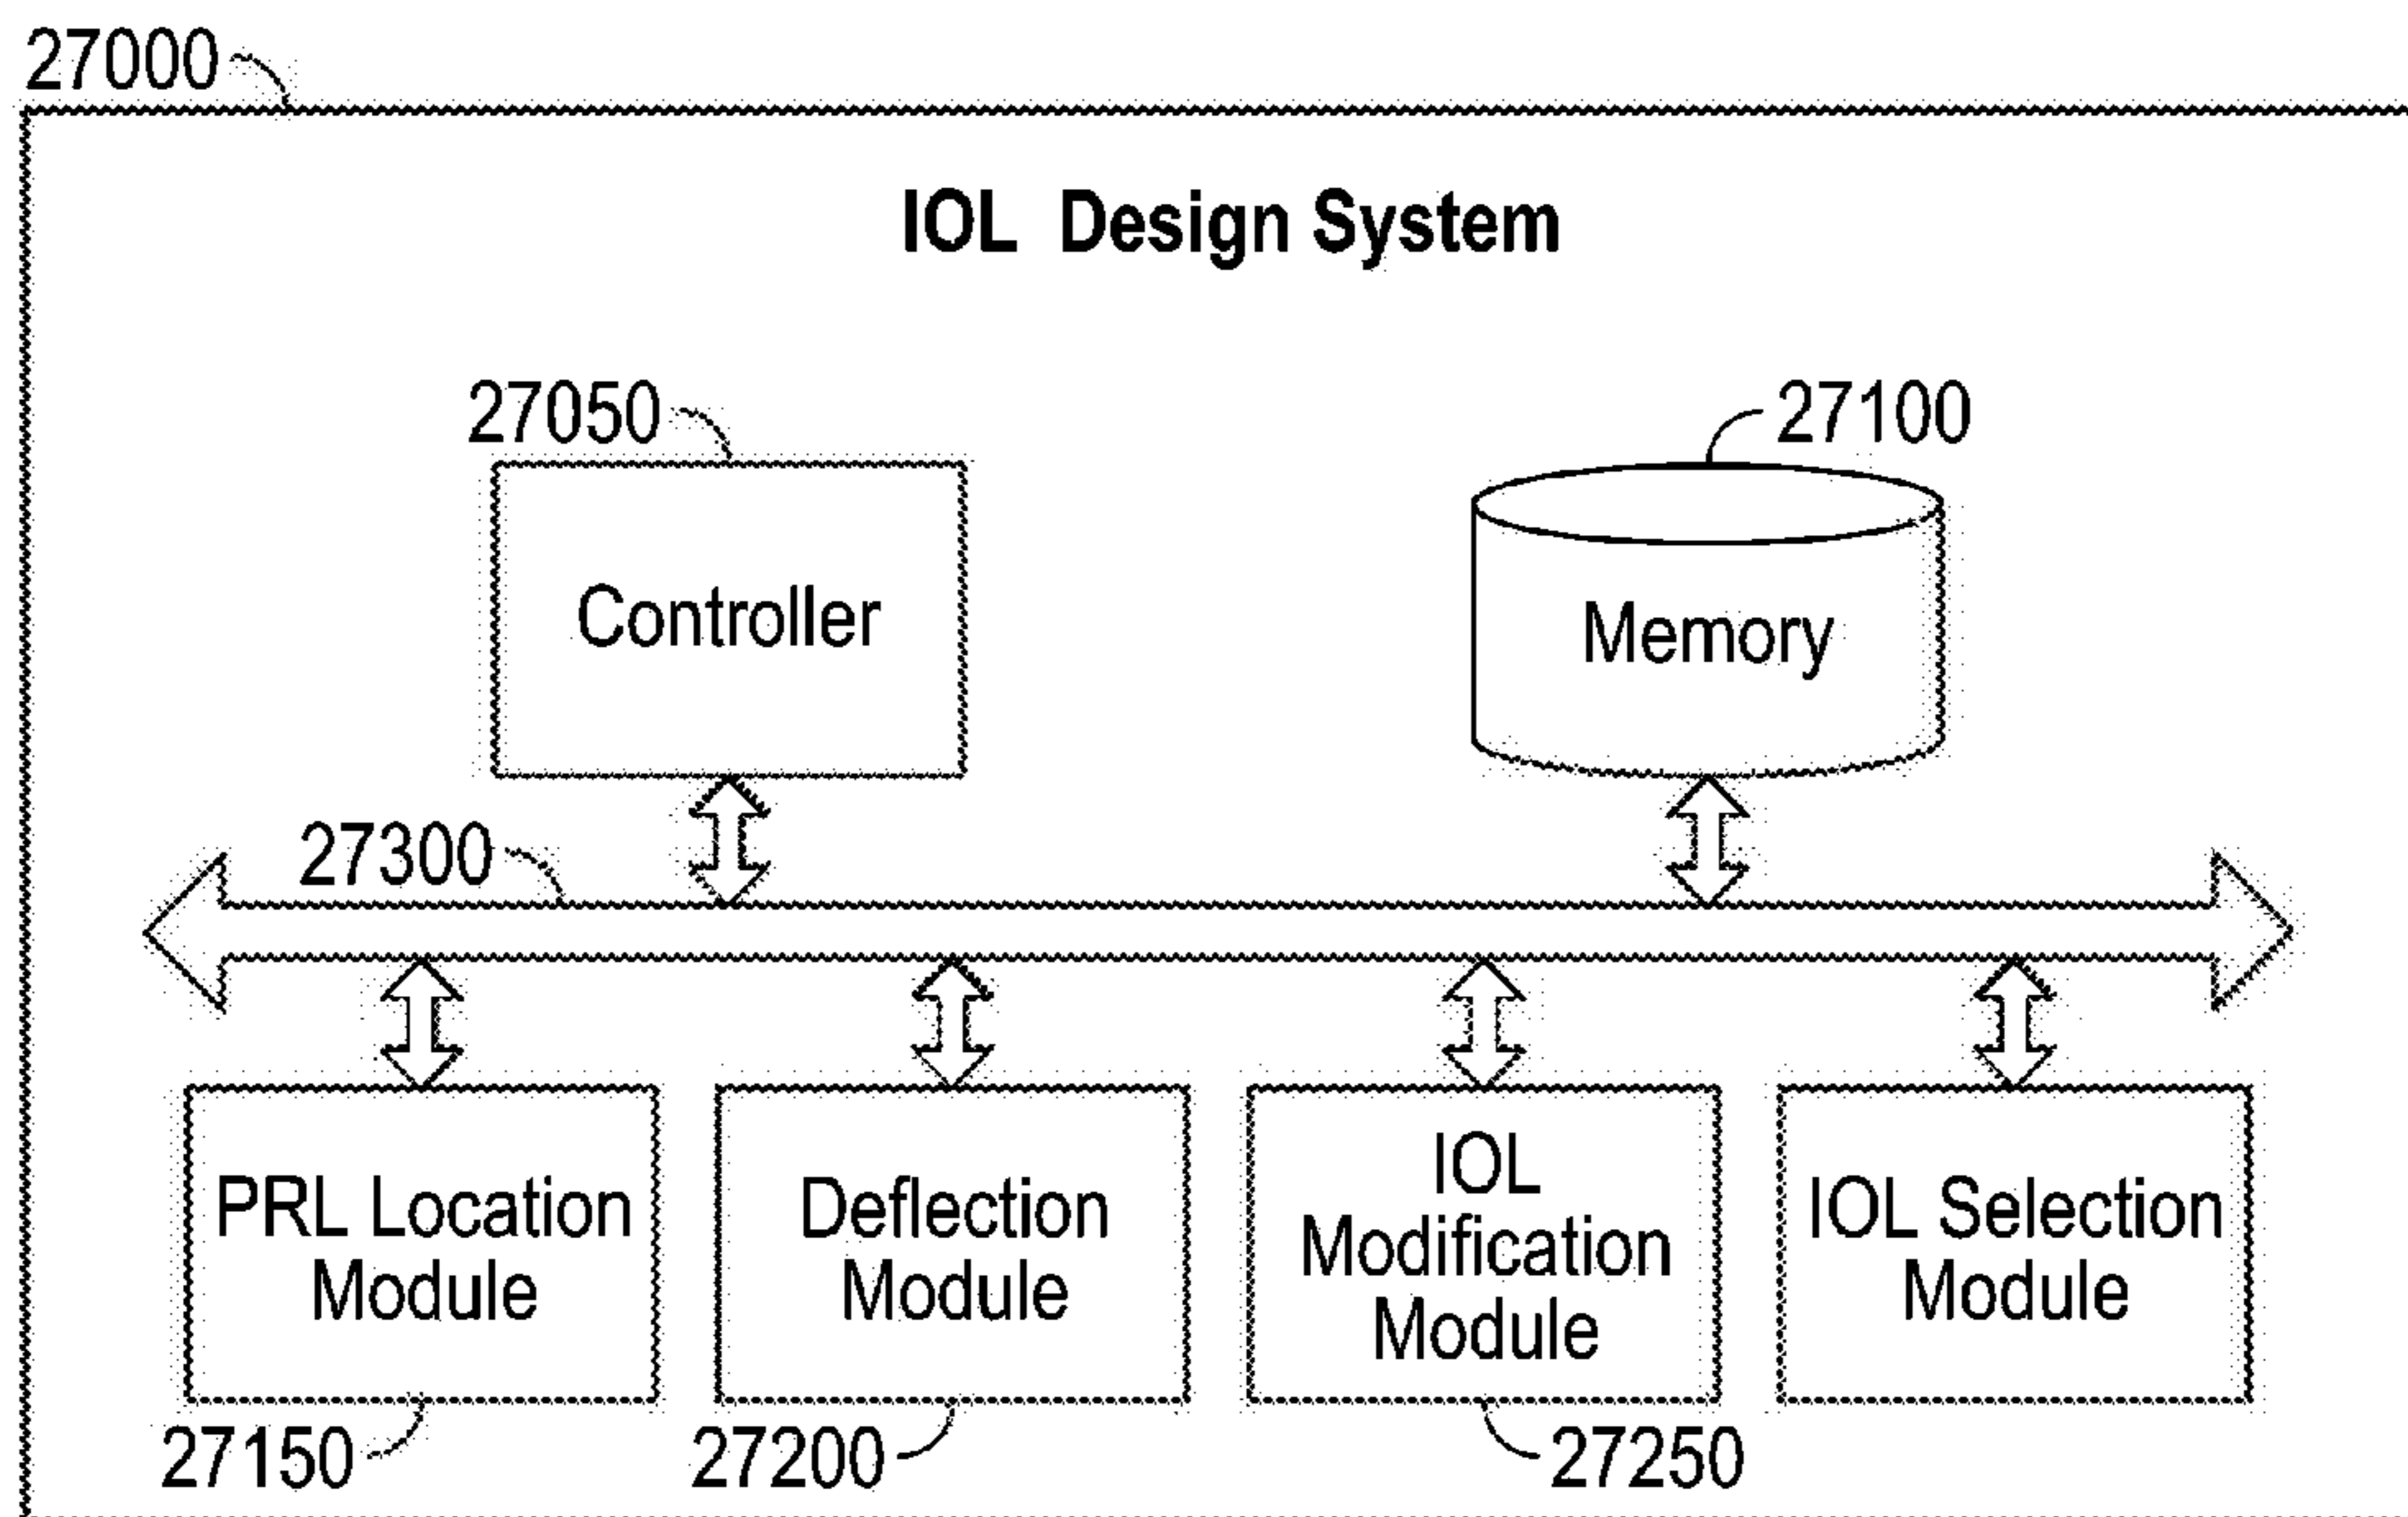 27000
IOL Design System
27050
27100
Controller
Memory
27300
PRL Location
Module
Deflection
Module
IOL
Modification
Module
IOL Selection
Module
27150
27200
27250